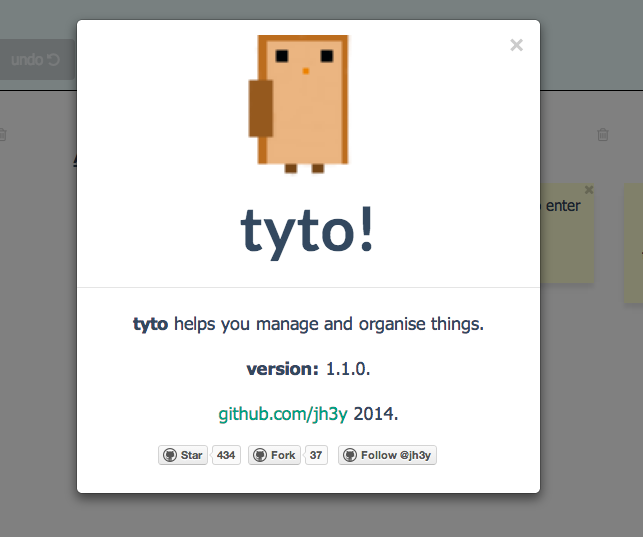 undo
×
tyto!
enter
tyto helps you manage and organise things.
version: 1.1.0.
github.com/jh3y 2014.
Star 434 Fork 37 Follow @jh3y